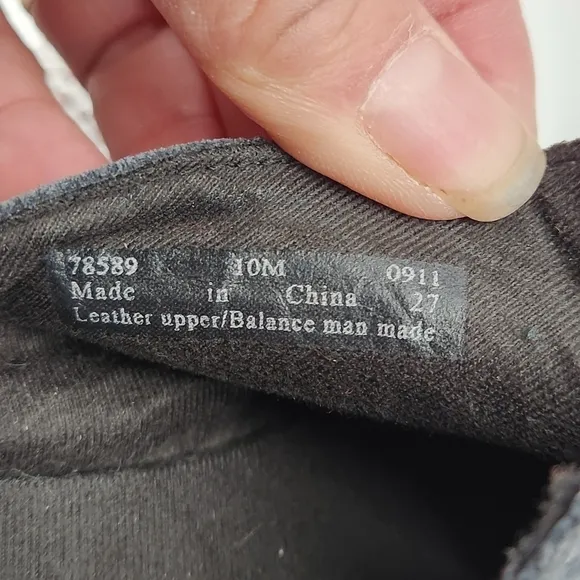 78589 10M 0911
Made in China 27
Leather upper/Balance man made